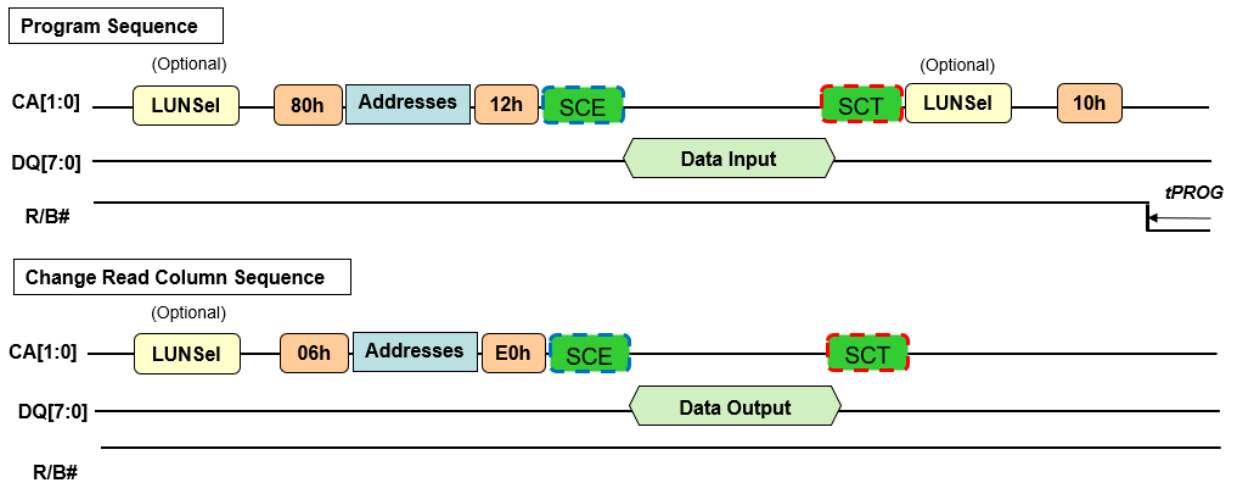 Program Sequence
(Optional) (Optional)
CA[1:0] LUNSel 80h Addresses 12h SCE SCT LUNSel 10h
DQ[7:0] Data Input
tPROG
R/B#
Change Read Column Sequence
(Optional)
CA[1:0] LUNSel 06h Addresses E0h SCE SCT
DQ[7:0] Data Output
R/B#